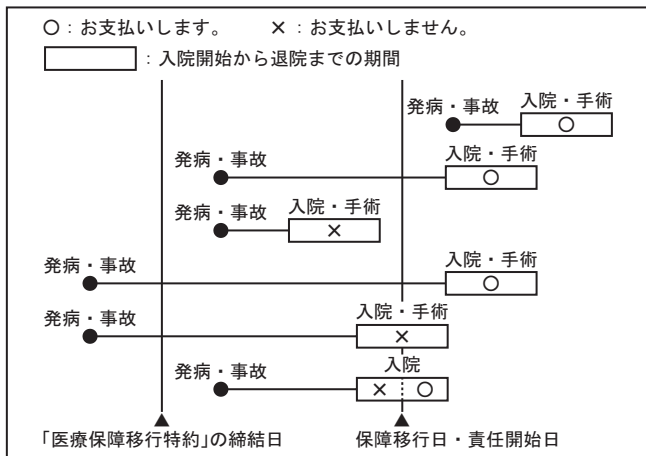 ○：お支払いします。　×：お支払いしません。
：入院開始から退院までの期間
発病・事故　入院・手術
○
発病・事故　入院・手術
○
発病・事故　入院・手術
×
発病・事故　入院・手術
○
発病・事故　入院・手術
×
発病・事故　入院
×　○
「医療保障移行特約」の締結日　保障移行日・責任開始日